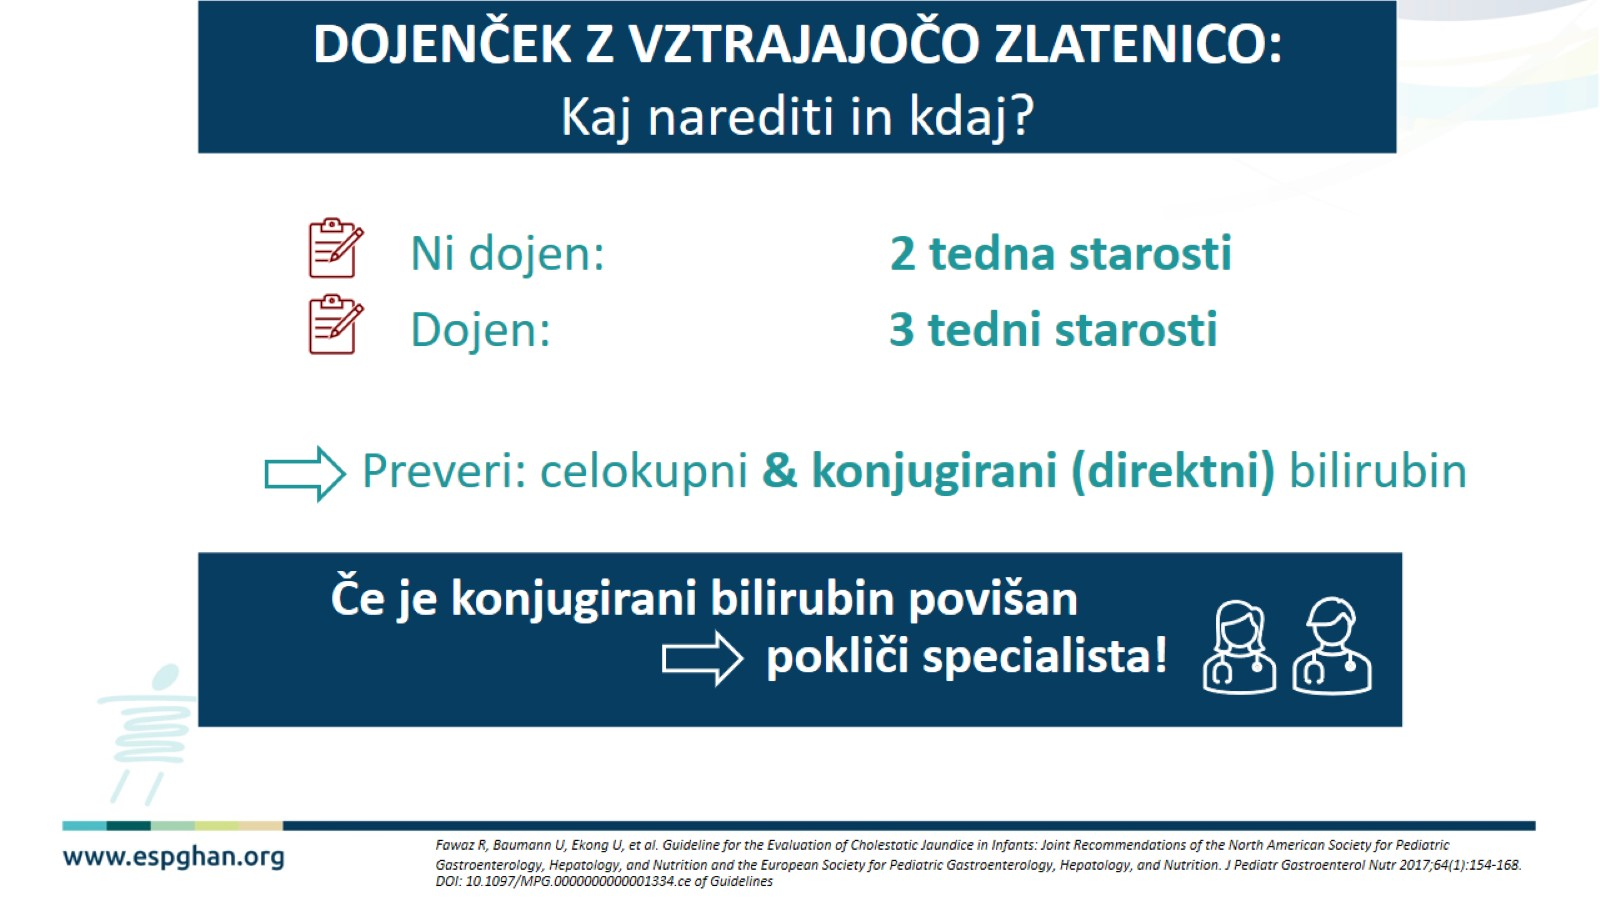 DOJENČEK Z VZTRAJAJOČO ZLATENICO:
Kaj narediti in kdaj?
Ni dojen: 2 tedna starosti
Dojen: 3 tedni starosti
Preveri: celokupni & konjugirani (direktni) bilirubin
Če je konjugirani bilirubin povišan
pokliči specialista!
www.espghan.org
Fawaz R, Baumann U, Ekong U, et al. Guideline for the Evaluation of Cholestatic Jaundice in Infants: Joint Recommendations of the North American Society for Pediatric
Gastroenterology, Hepatology, and Nutrition and the European Society for Pediatric Gastroenterology, Hepatology, and Nutrition. J Pediatr Gastroenterol Nutr 2017;64(1):154-168.
DOI: 10.1097/MPG.0000000000001334.ce of Guidelines